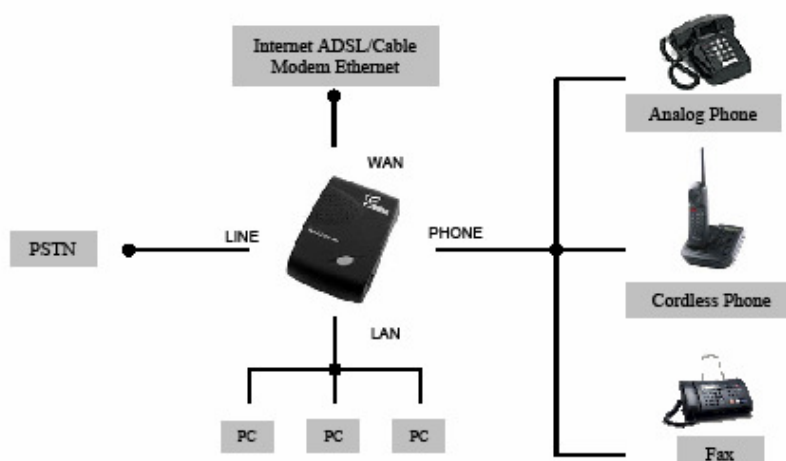 Internet ADSL/Cable
Modem Ethernet
Analog Phone
WAN
PSTN
LINE
PHONE
Cordless Phone
LAN
PC
PC
PC
Fax